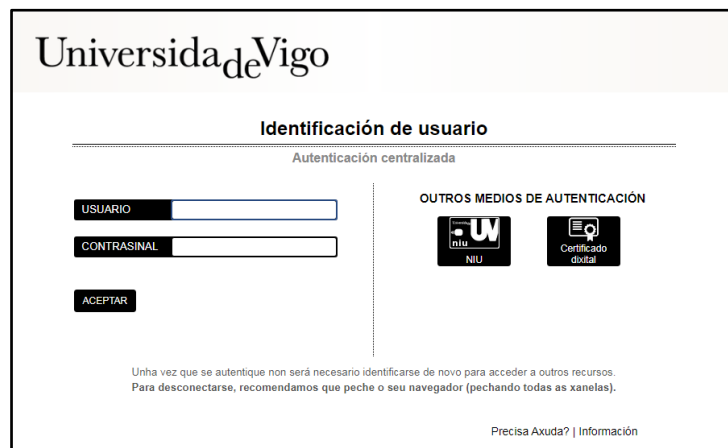 UniversidadeVigo
Identificación de usuario
Autenticación centralizada
USUARIO
CONTRASINAL
ACEPTAR
OUTROS MEDIOS DE AUTENTICACIÓN
niu
NIU
Certificado
dixital
Unha vez que se autentique non será necesario identificarse de novo para acceder a outros recursos.
Para desconectarse, recomendamos que peche o seu navegador (pechando todas as xanelas).
Precisa Axuda? | Información